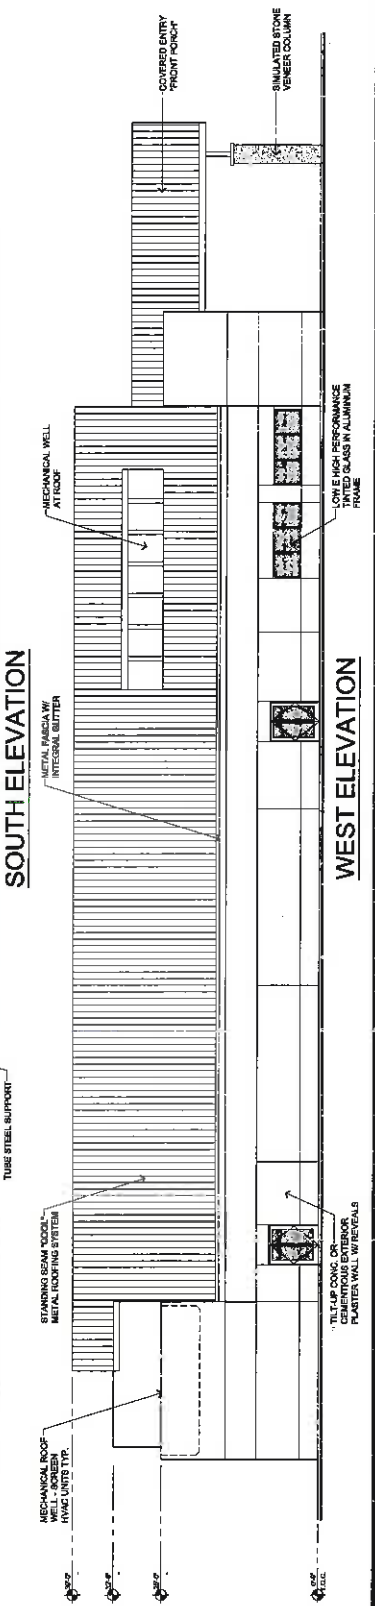 SOUTH ELEVATION
TUBE STEEL SUPPORT
MECHANICAL ROOF
WELL - SCREEN
HVAC UNITS TYP.
STANDING SEAM "COOL"
METAL ROOFING SYSTEM
METAL FASCIA W/
INTEGRAL GUTTER
MECHANICAL WELL
AT ROOF
COVERED ENTRY
"FRONT PORCH"
SIMULATED STONE
VENEER COLUMN
TILT-UP CONC. OR
CEMENTIOUS EXTERIOR
PLASTER WALL W/ REVEALS
LOW E HIGH PERFORMANCE
TINTED GLASS IN ALUMINUM
FRAME
WEST ELEVATION